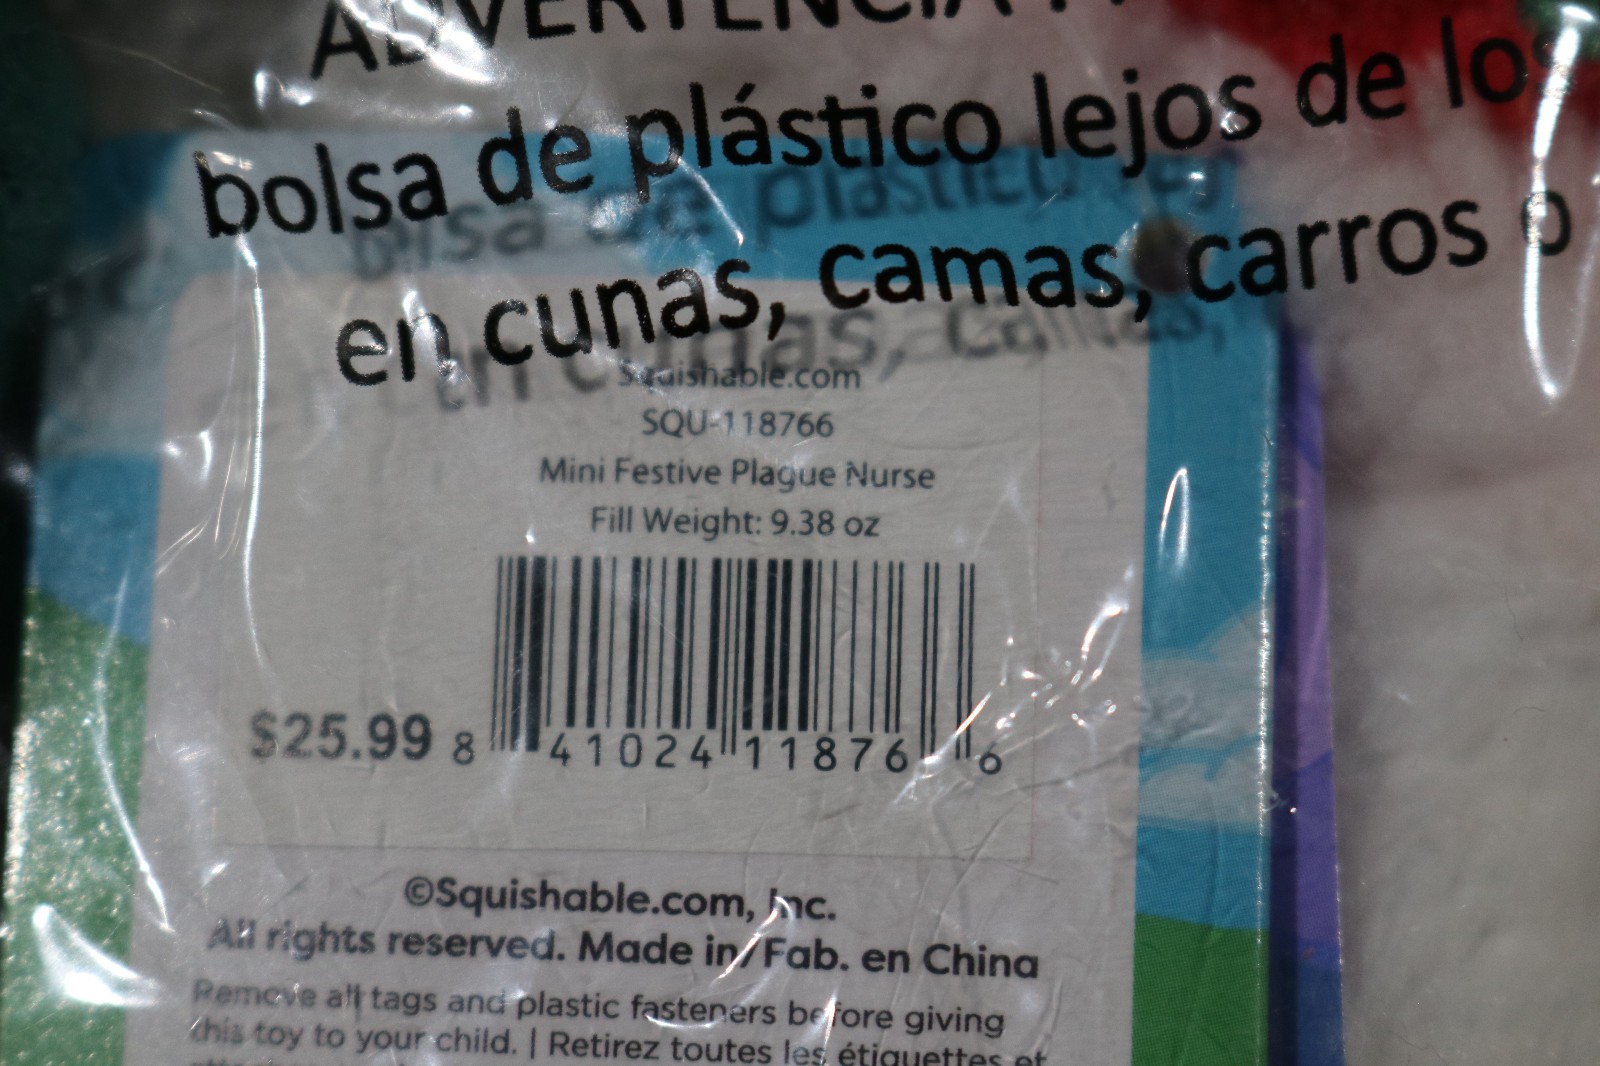 ADVERTENCIA
bolsa de plástico lejos de los
en cunas, camas, carros o
Squishable.com
SQU-118766
Mini Festive Plague Nurse
Fill Weight: 9.38 oz
$25.99 8 41024 11876 6
©Squishable.com, Inc.
All rights reserved. Made in/Fab. en China
Remove all tags and plastic fasteners before giving
this toy to your child. | Retirez toutes les étiquettes et